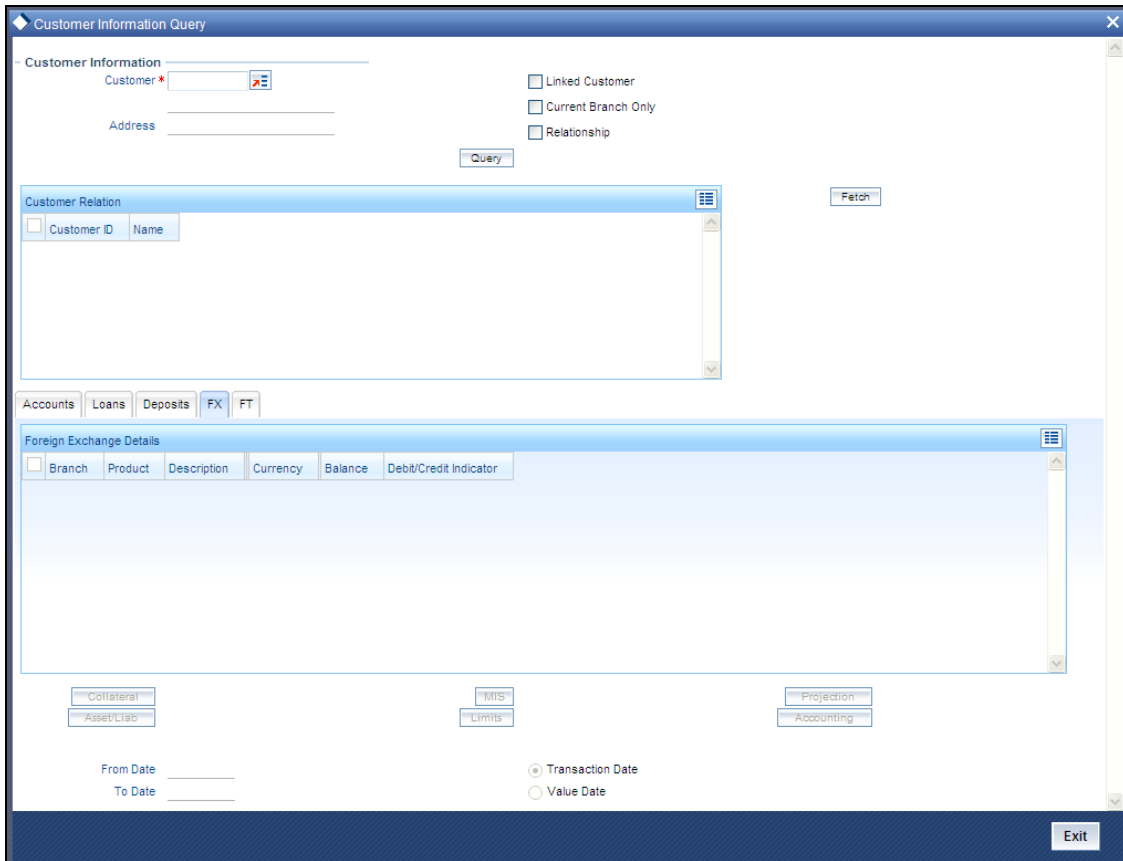 Customer Information Query
Customer Information
Customer *
Linked Customer
Current Branch Only
Address
Relationship
Query
Customer Relation
Fetch
Customer ID Name
Accounts Loans Deposits FX FT
Foreign Exchange Details
Branch Product Description Currency Balance Debit/Credit Indicator
Collateral MIS Projection
Asset/Liab Limits Accounting
From Date Transaction Date
To Date Value Date
Exit